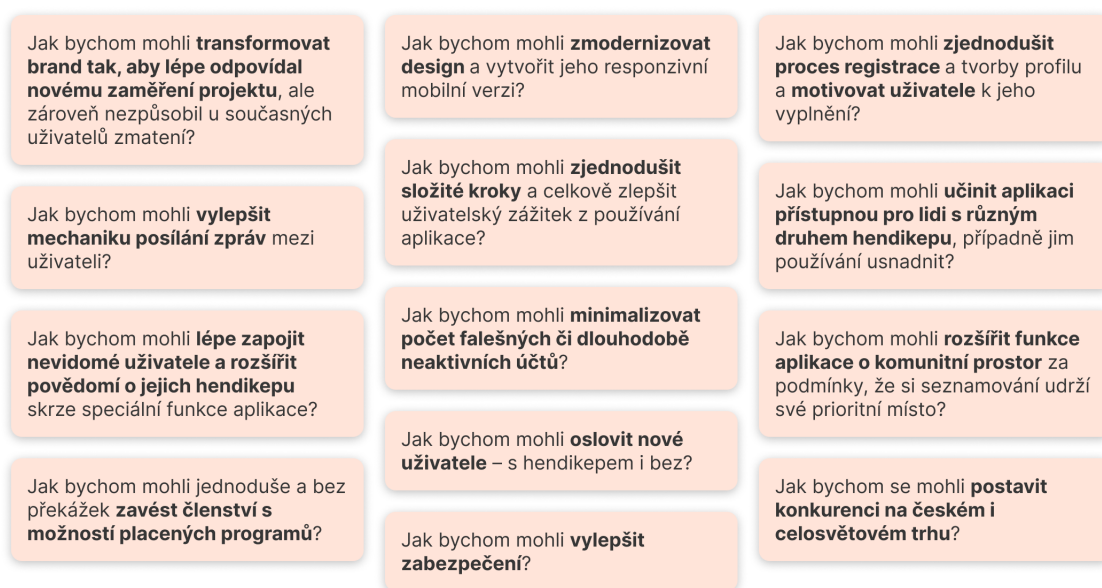 Jak bychom mohli transformovat
brand tak, aby lépe odpovídal
novému zaměření projektu, ale
zároveň nezpůsobil u současných
uživatelů zmatení?
Jak bychom mohli vylepšit
mechaniku posílání zpráv mezi
uživateli?
Jak bychom mohli lépe zapojit
nevidomé uživatele a rozšířit
povědomí o jejich hendikepu
skrze speciální funkce aplikace?
Jak bychom mohli jednoduše a bez
překážek zavést členství s
možností placených programů?
Jak bychom mohli zmodernizovat
design a vytvořit jeho responzivní
mobilní verzi?
Jak bychom mohli zjednodušit
složité kroky a celkově zlepšit
uživatelský zážitek z používání
aplikace?
Jak bychom mohli minimalizovat
počet falešných či dlouhodobě
neaktivních účtů?
Jak bychom mohli oslovit nové
uživatele – s hendikepem i bez?
Jak bychom mohli vylepšit
zabezpečení?
Jak bychom mohli zjednodušit
proces registrace a tvorby profilu
a motivovat uživatele k jeho
vyplnění?
Jak bychom mohli učinit aplikaci
přístupnou pro lidi s různým
druhem hendikepu, případně jim
používání usnadnit?
Jak bychom mohli rozšířit funkce
aplikace o komunitní prostor za
podmínky, že si seznamování udrží
své prioritní místo?
Jak bychom se mohli postavit
konkurenci na českém i
celosvětovém trhu?